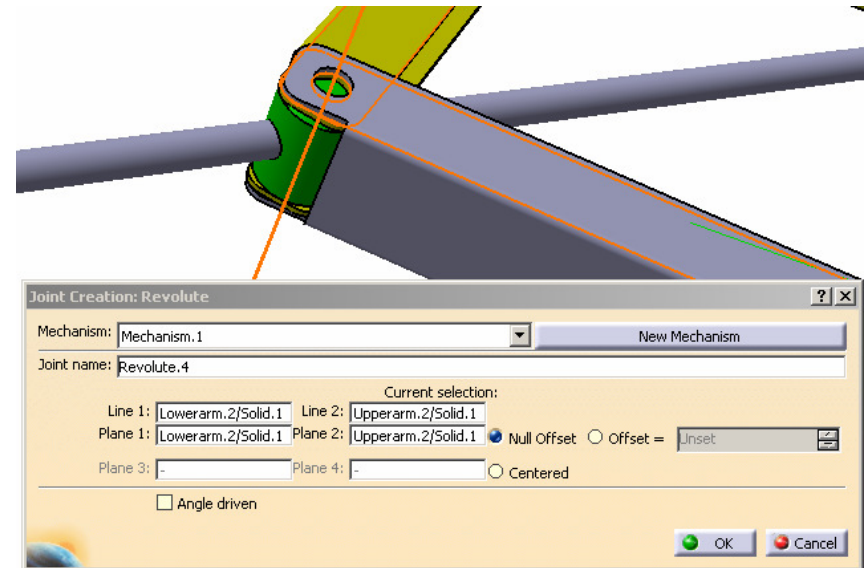 Joint Creation: Revolute
Mechanism: Mechanism.1 New Mechanism
Joint name: Revolute.4
Current selection:
Line 1: Lowerarm.2/Solid.1 Line 2: Upperarm.2/Solid.1
Plane 1: Lowerarm.2/Solid.1 Plane 2: Upperarm.2/Solid.1 Null Offset Offset = Unset
Plane 3: - Plane 4: - Centered
Angle driven
OK Cancel